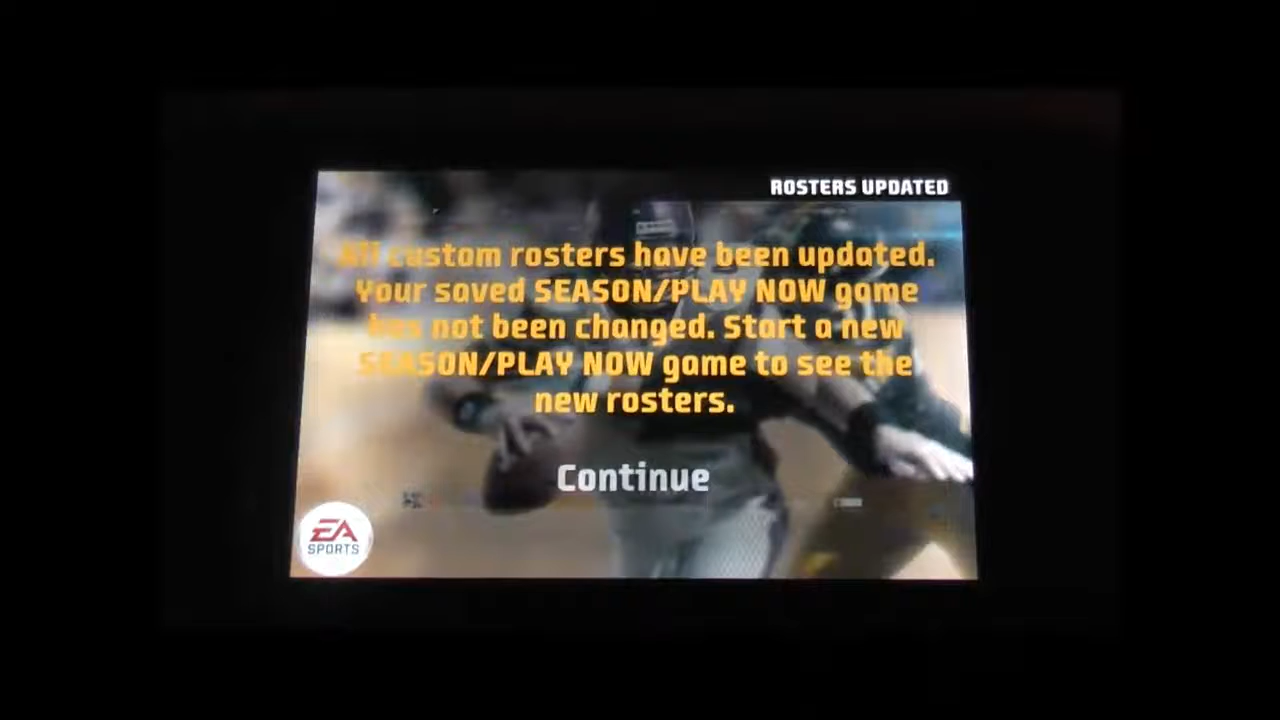 ROSTERS UPDATED
All custom rosters have been updated.
Your saved SEASON/PLAY NOW game
has not been changed. Start a new
SEASON/PLAY NOW game to see the
new rosters.
Continue
EA
SPORTS